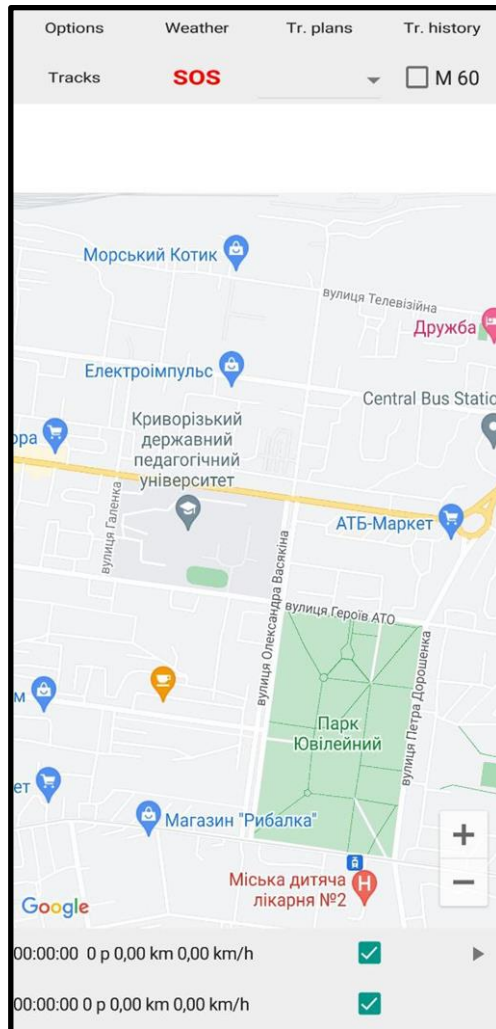 Options Weather Tr. plans Tr. history
Tracks SOS M 60
Морський Котик
вулиця Телевізійна
Дружба
Електроімпульс
Central Bus Static
ора
Криворізький
державний
педагогічний
університет
вулиця Галенка
АТБ-Маркет
вулиця Олександра Васякіна
вулиця Героїв АТО
вулиця Петра Дорошенка
м
Парк
Ювілейний
ет
Магазин "Рибалка"
Міська дитяча
лікарня №2
H
+
−
Google
00:00:00 0 p 0,00 km 0,00 km/h
00:00:00 0 p 0,00 km 0,00 km/h